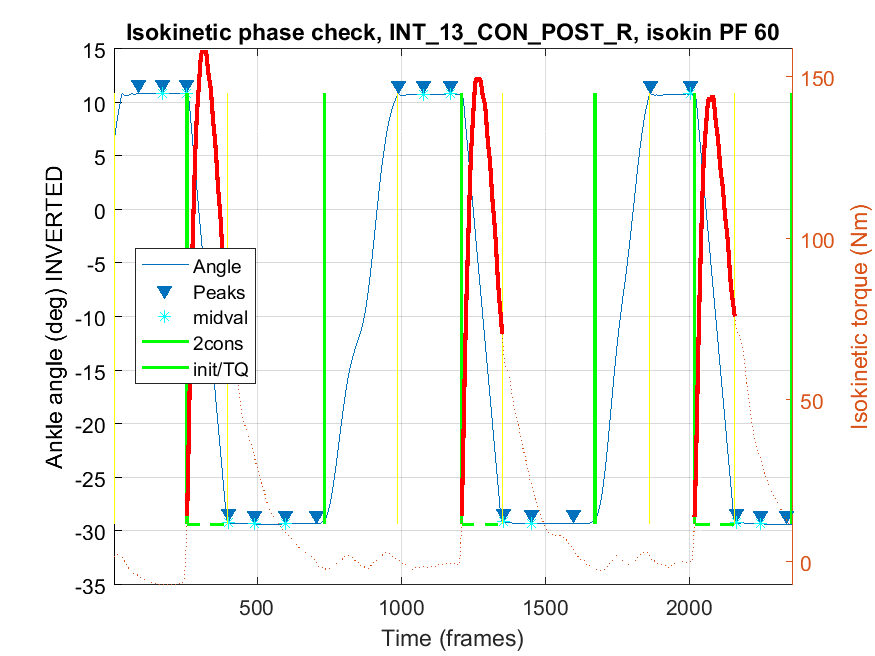 Isokinetic phase check, INT_13_CON_POST_R, isokin PF 60
15
10
5
0
-5
-10
-15
-20
-25
-30
-35
Ankle angle (deg) INVERTED
Angle
Peaks
midval
2cons
init/TQ
150
100
50
0
Isokinetic torque (Nm)
500
1000
1500
2000
Time (frames)